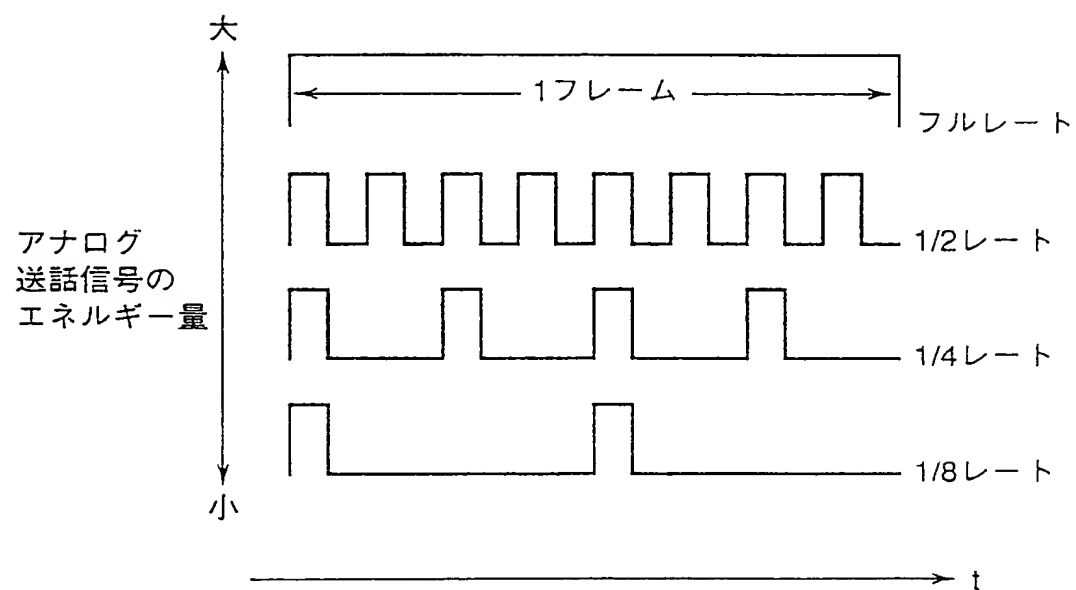 大
1フレーム
フルレート
アナログ
送話信号の
エネルギー量
1/2レート
1/4レート
1/8レート
小
t